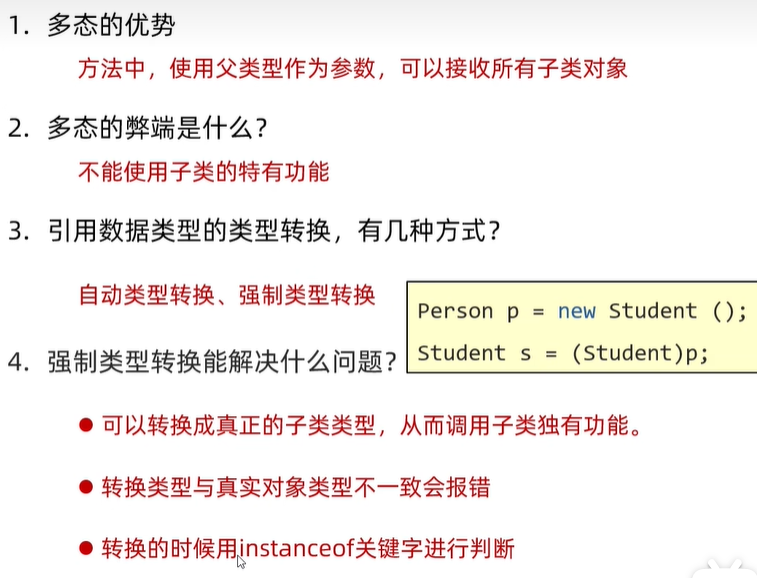 1. 多态的优势
方法中，使用父类型作为参数，可以接收所有子类对象
2. 多态的弊端是什么？
不能使用子类的特有功能
3. 引用数据类型的类型转换，有几种方式？
自动类型转换、强制类型转换
Person p = new Student ();
Student s = (Student)p;
4. 强制类型转换能解决什么问题？
● 可以转换成真正的子类类型，从而调用子类独有功能。
● 转换类型与真实对象类型不一致会报错
● 转换的时候用instanceof关键字进行判断